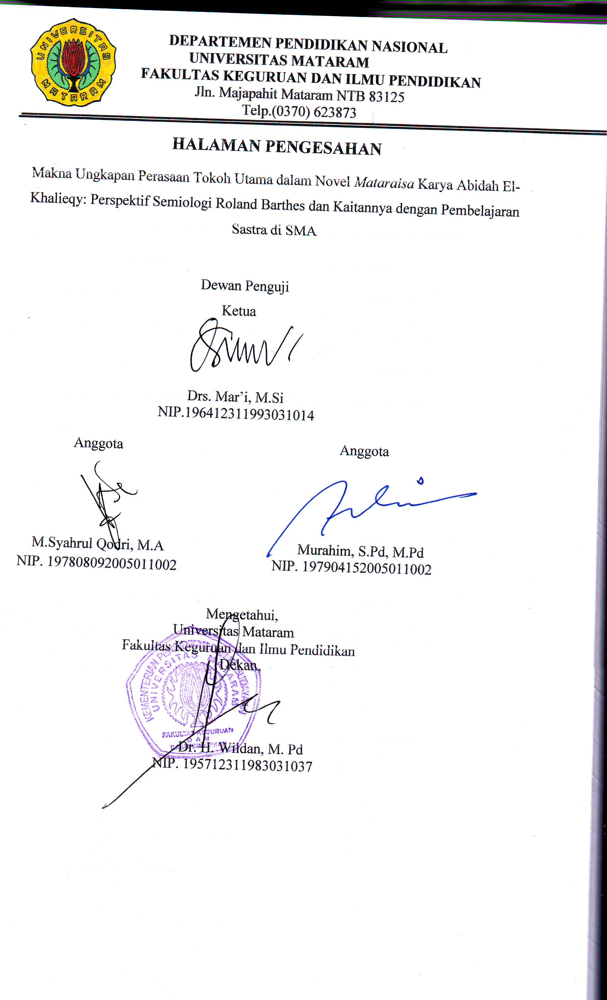 UNIVERSITAS
MATARAM
DEPARTEMEN PENDIDIKAN NASIONAL
UNIVERSITAS MATARAM
FAKULTAS KEGURUAN DAN ILMU PENDIDIKAN
Jln. Majapahit Mataram NTB 83125
Telp.(0370) 623873
HALAMAN PENGESAHAN
Makna Ungkapan Perasaan Tokoh Utama dalam Novel Mataraisa Karya Abidah El-
Khalieqy: Perspektif Semiologi Roland Barthes dan Kaitannya dengan Pembelajaran
Sastra di SMA
Dewan Penguji
Ketua
Drs. Mar’i, M.Si
NIP.196412311993031014
Anggota
Anggota
M.Syahrul Qodri, M.A
NIP. 197808092005011002
Murahim, S.Pd, M.Pd
NIP. 197904152005011002
Mengetahui,
Universitas Mataram
Fakultas Keguruan dan Ilmu Pendidikan
Dekan,
KEMENTERIAN
UNIVERSITAS MATARAM
FAKULTAS KEGURUAN
DAN
Dr. H. Wildan, M. Pd
NIP. 195712311983031037